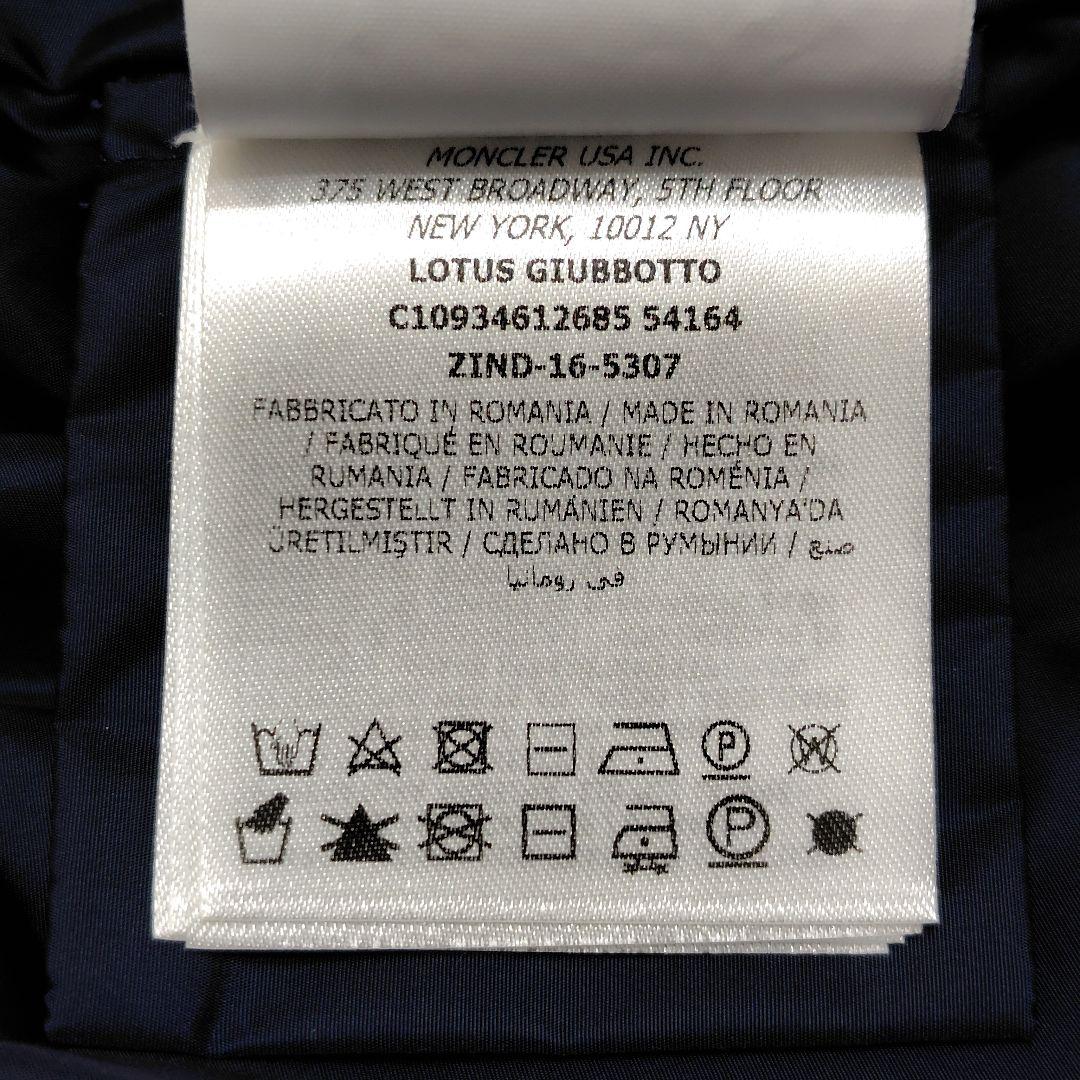 MONCLER USA INC.
375 WEST BROADWAY, 5TH FLOOR
NEW YORK, 10012 NY
LOTUS GIUBBOTTO
C10934612685 54164
ZIND-16-5307
FABBRICATO IN ROMANIA / MADE IN ROMANIA
/ FABRIQUÉ EN ROUMANIE / HECHO EN
RUMANIA / FABRICADO NA ROMÉNIA /
HERGESTELLT IN RUMÄNIEN / ROMANYA'DA
ÜRETILMIŞTIR / СДЕЛАНО В РУМЫНИИ / صنع
في رومانيا
P W
P